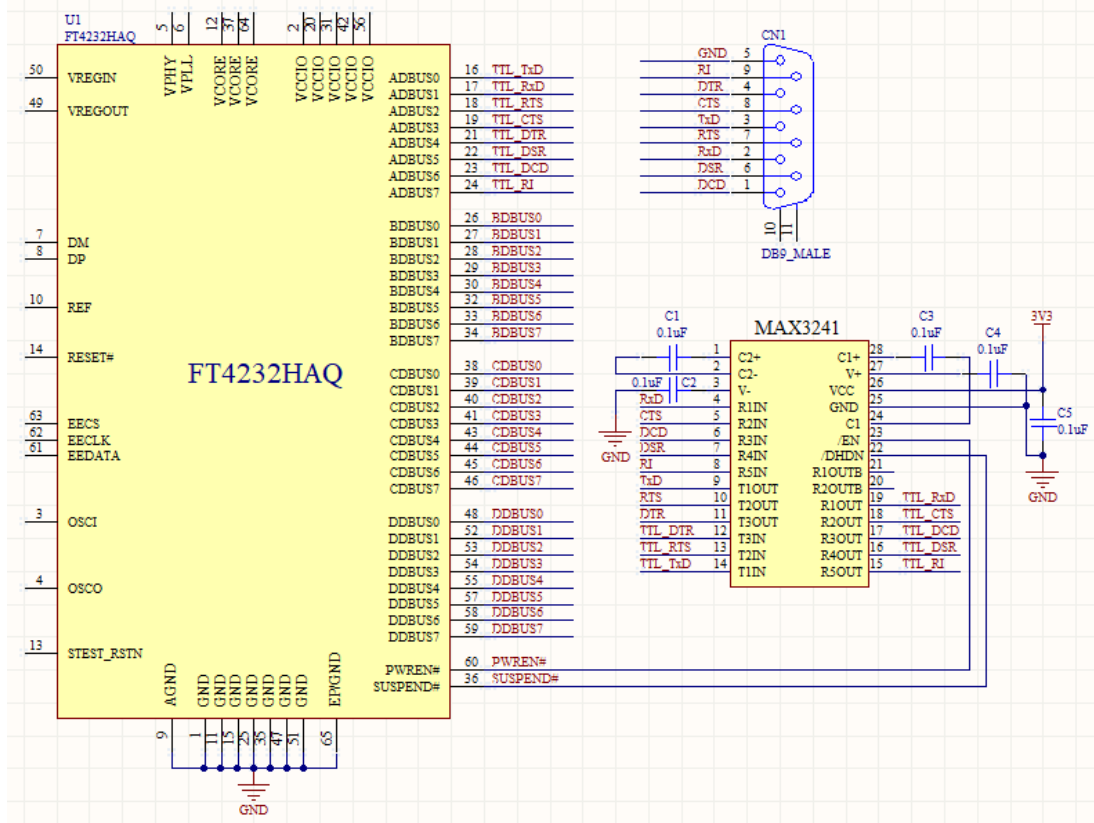 U1
FT4232HAQ
5 VPHY
6 VPLL
12 VCORE
37 VCORE
64 VCORE
2 VCCIO
20 VCCIO
31 VCCIO
42 VCCIO
56 VCCIO
50 VREGIN
49 VREGOUT
7 DM
8 DP
10 REF
14 RESET#
63 EECS
62 EECLK
61 EEDATA
3 OSCI
4 OSCO
13 STEST_RSTN
FT4232HAQ
ADBUS0 16 TTL_TxD
ADBUS1 17 TTL_RxD
ADBUS2 18 TTL_RTS
ADBUS3 19 TTL_CTS
ADBUS4 21 TTL_DTR
ADBUS5 22 TTL_DSR
ADBUS6 23 TTL_DCD
ADBUS7 24 TTL_RI
BDBUS0 26 BDBUS0
BDBUS1 27 BDBUS1
BDBUS2 28 BDBUS2
BDBUS3 29 BDBUS3
BDBUS4 30 BDBUS4
BDBUS5 32 BDBUS5
BDBUS6 33 BDBUS6
BDBUS7 34 BDBUS7
CDBUS0 38 CDBUS0
CDBUS1 39 CDBUS1
CDBUS2 40 CDBUS2
CDBUS3 41 CDBUS3
CDBUS4 43 CDBUS4
CDBUS5 44 CDBUS5
CDBUS6 45 CDBUS6
CDBUS7 46 CDBUS7
DDBUS0 48 DDBUS0
DDBUS1 52 DDBUS1
DDBUS2 53 DDBUS2
DDBUS3 54 DDBUS3
DDBUS4 55 DDBUS4
DDBUS5 57 DDBUS5
DDBUS6 58 DDBUS6
DDBUS7 59 DDBUS7
PWREN# 60 PWREN#
SUSPEND# 36 SUSPEND#
AGND 9
GND 1
GND 11
GND 15
GND 25
GND 35
GND 47
GND 51
EP/GND 65
GND
CN1
GND 5
RI 9
DTR 4
CTS 8
TxD 3
RTS 7
RxD 2
DSR 6
DCD 1
10
11
DB9_MALE
MAX3241
C1
0.1uF
0.1uF C2
GND
C3
0.1uF
C4
0.1uF
3V3
C5
0.1uF
GND
1 C2+
2 C2-
3 V-
RxD 4 R1IN
CTS 5 R2IN
DCD 6 R3IN
DSR 7 R4IN
RI 8 R5IN
TxD 9 T1OUT
RTS 10 T2OUT
DTR 11 T3OUT
TTL_DTR 12 T3IN
TTL_RTS 13 T2IN
TTL_TxD 14 T1IN
C1+ 28
V+ 27
VCC 26
GND 25
C1 24
/EN 23
/DHDN 22
R1OUTB 21
R2OUTB 20
R1OUT 19 TTL_RxD
R2OUT 18 TTL_CTS
R3OUT 17 TTL_DCD
R4OUT 16 TTL_DSR
R5OUT 15 TTL_RI